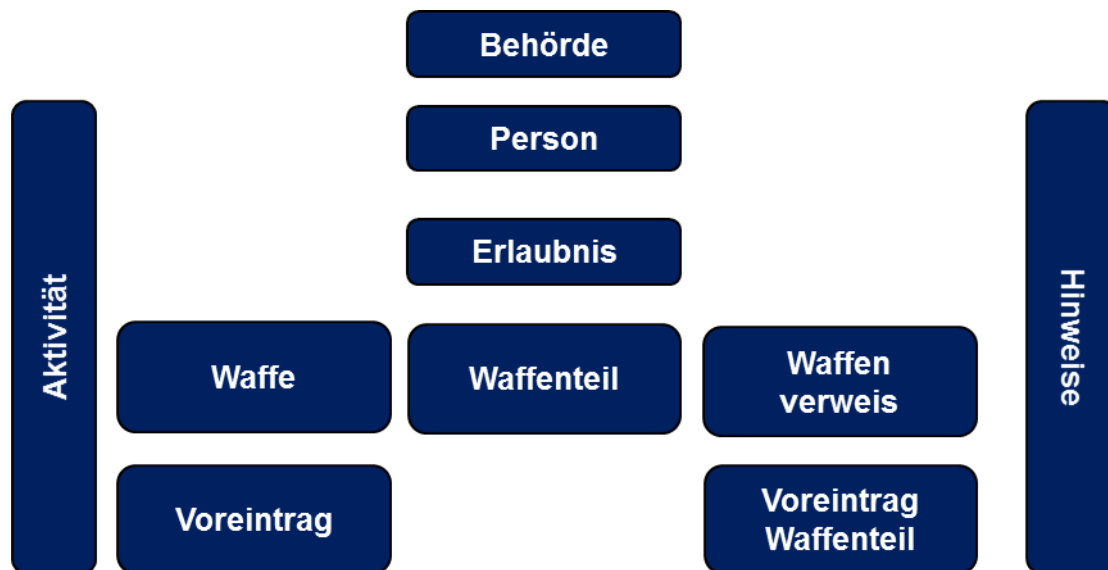 Behörde
Person
Erlaubnis
Aktivität
Waffe
Waffenteil
Waffen
verweis
Hinweise
Voreintrag
Voreintrag
Waffenteil